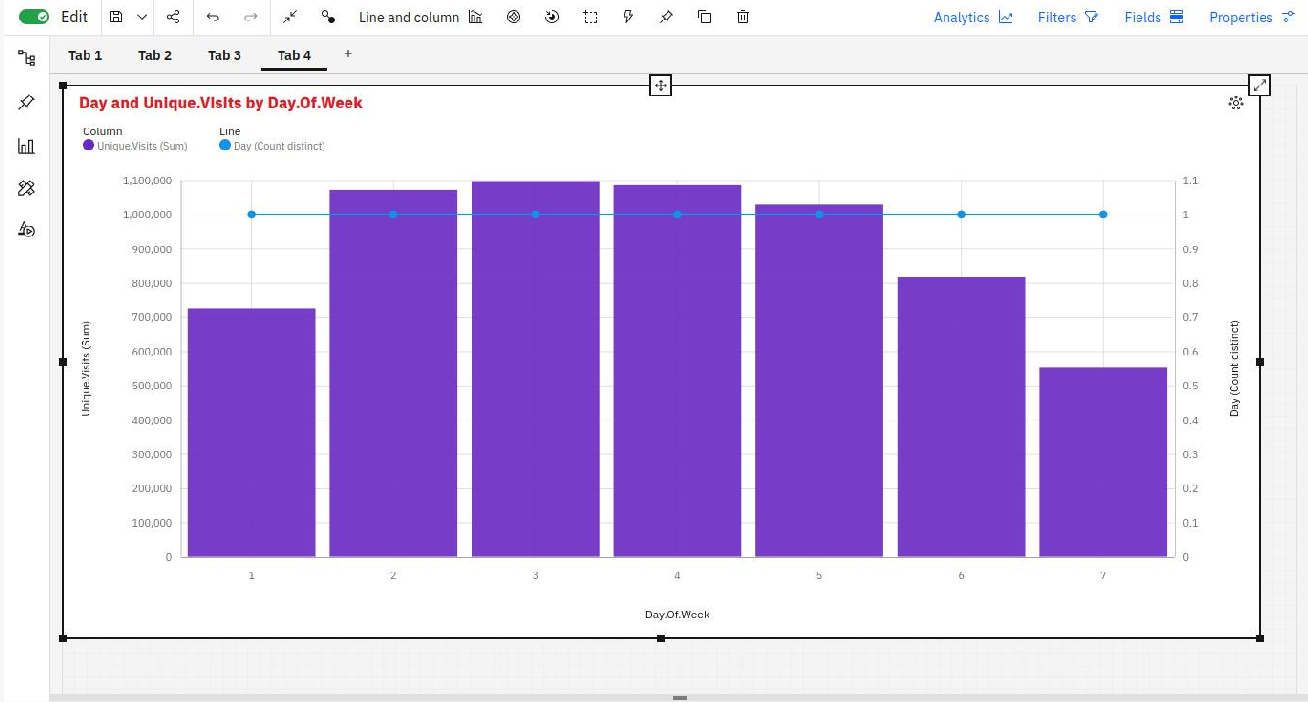 Edit Line and column Analytics Filters Fields Properties
Tab 1 Tab 2 Tab 3 Tab 4 +
Day and Unique.Visits by Day.Of.Week
Column Line
Unique.Visits (Sum) Day (Count distinct)
1,100,000 1.1
1,000,000 1
900,000 0.9
800,000 0.8
700,000 0.7
600,000 0.6
500,000 0.5
400,000 0.4
300,000 0.3
200,000 0.2
100,000 0.1
0 0
Unique.Visits (Sum)
Day (Count distinct)
1 2 3 4 5 6 7
Day.Of.Week